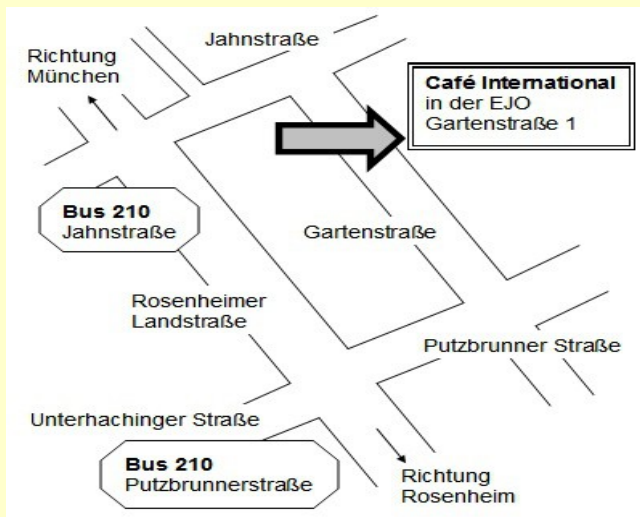 Jahnstraße
Richtung
München
Café International
in der EJO
Gartenstraße 1
Bus 210
Jahnstraße
Gartenstraße
Rosenheimer
Landstraße
Putzbrunner Straße
Unterhachinger Straße
Bus 210
Putzbrunnerstraße
Richtung
Rosenheim